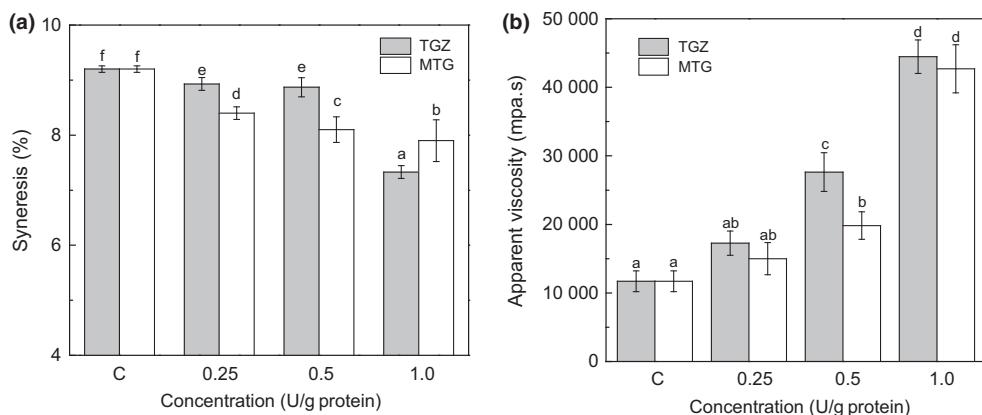 (a)
10
8
6
4
Syneresis (%)
TGZ
MTG
f
f
e
d
e
c
a
b
C
0.25
0.5
1.0
Concentration (U/g protein)
(b)
50 000
40 000
30 000
20 000
10 000
0
Apparent viscosity (mpa.s)
TGZ
MTG
a
a
ab
ab
c
b
d
d
C
0.25
0.5
1.0
Concentration (U/g protein)